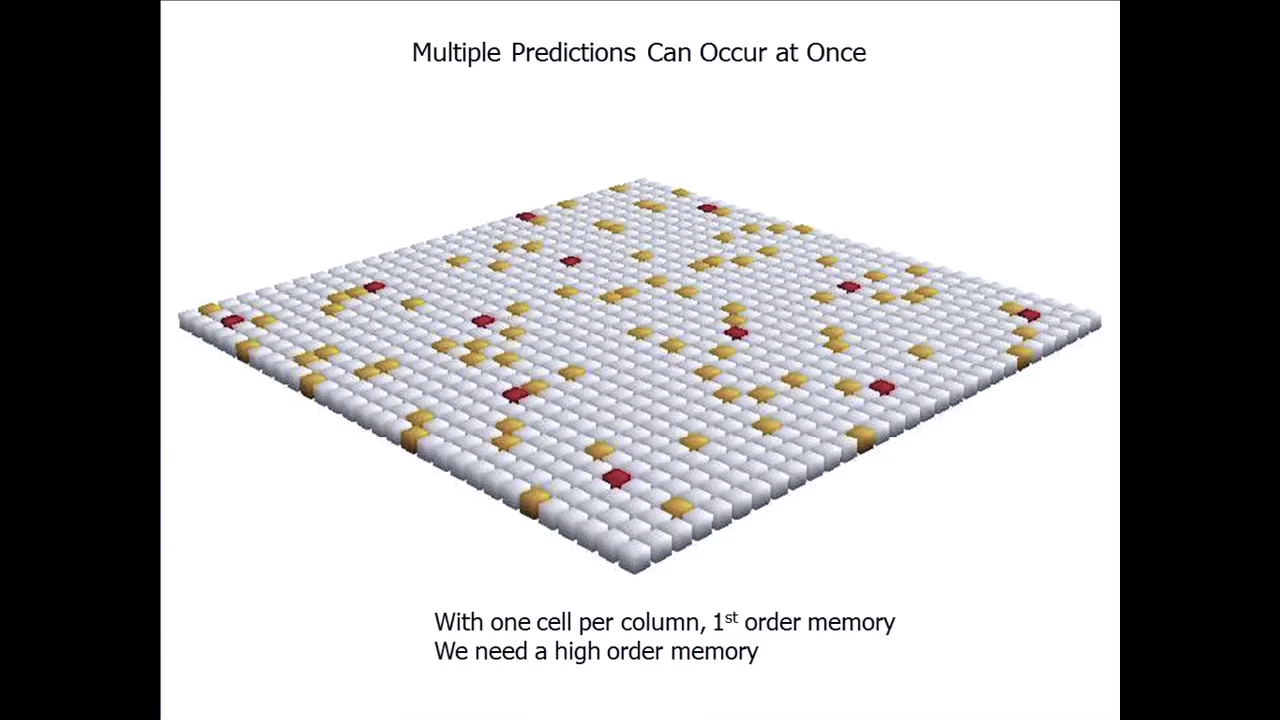 Multiple Predictions Can Occur at Once
With one cell per column, 1st order memory
We need a high order memory